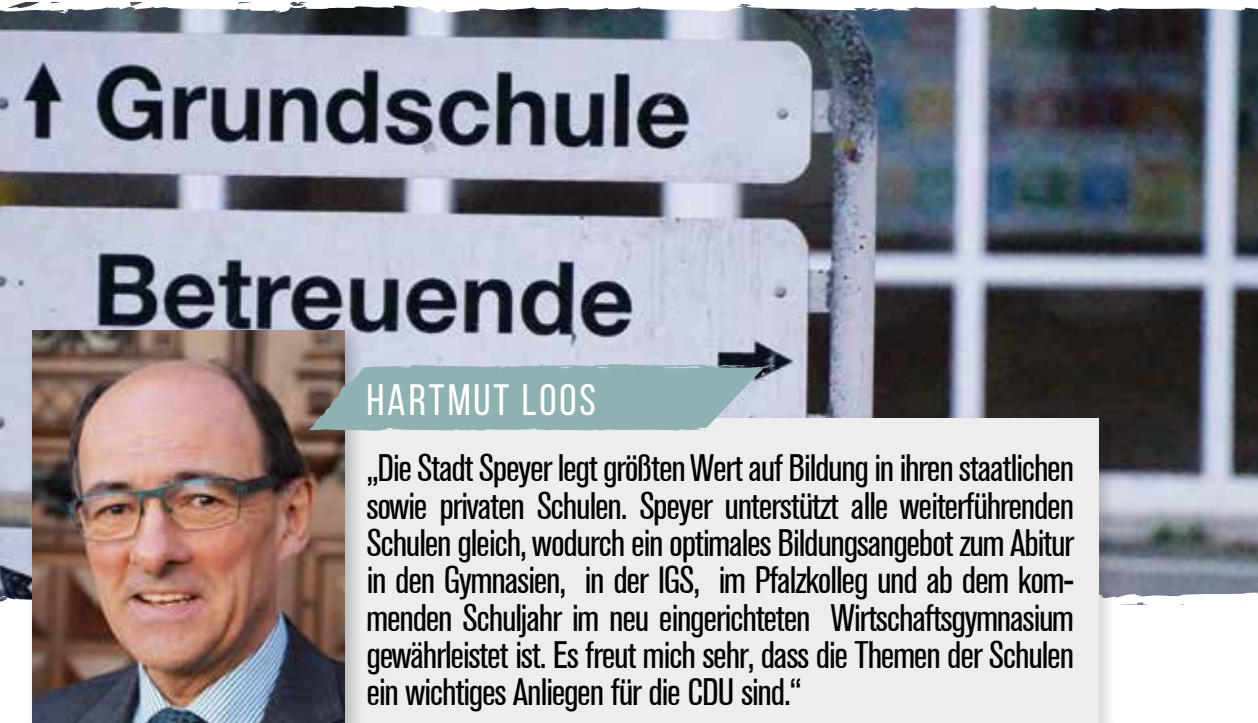 Grundschule
Betreuende
HARTMUT LOOS
„Die Stadt Speyer legt größten Wert auf Bildung in ihren staatlichen
sowie privaten Schulen. Speyer unterstützt alle weiterführenden
Schulen gleich, wodurch ein optimales Bildungsangebot zum Abitur
in den Gymnasien, in der IGS, im Pfalzkolleg und ab dem kom-
menden Schuljahr im neu eingerichteten Wirtschaftsgymnasium
gewährleistet ist. Es freut mich sehr, dass die Themen der Schulen
ein wichtiges Anliegen für die CDU sind.“